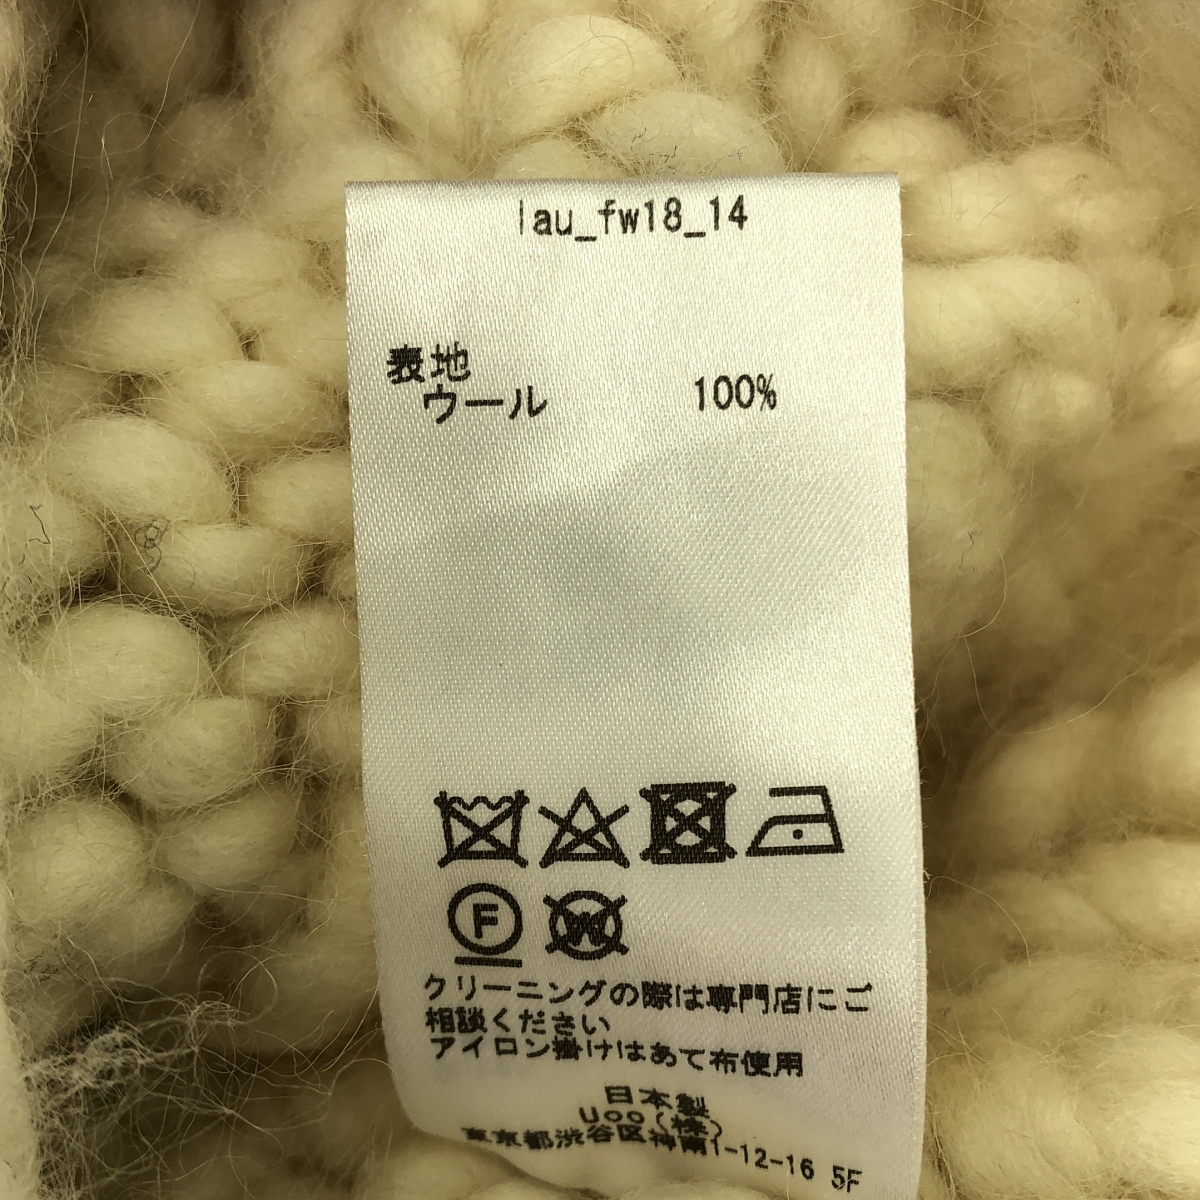 lau_fw18_14
表地
ウール 100%
F
W
クリーニングの際は専門店にご
相談ください
アイロン掛けはあて布使用
日本製
Uoo(株)
東京都渋谷区神南1-12-16 5F